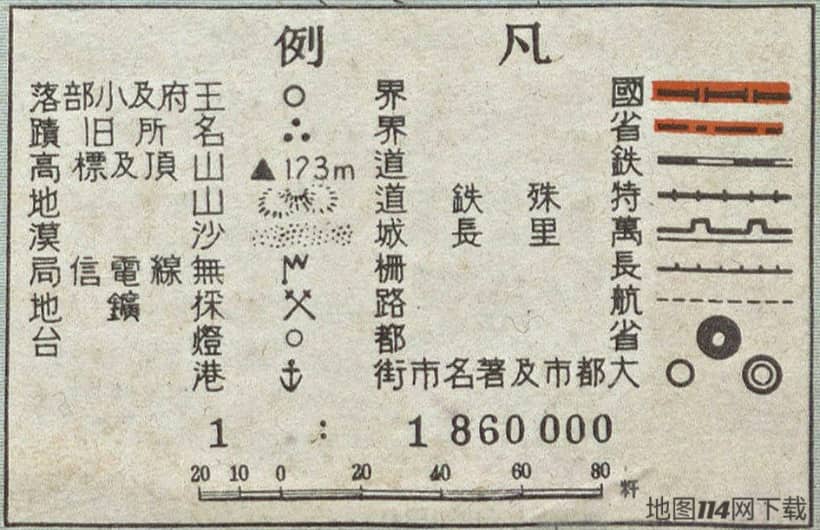 凡例
國界
省界
鉄道
特殊鉄道
萬里長城
長柵
航路
省都
大都市及著名市街
王府及小部落
名所旧蹟
山頂及標高
173m
山地
沙漠
無線電信局
採鑛地
燈台
港
1 : 1 860 000
20 10 0 20 40 60 80 粁
地图114网下载